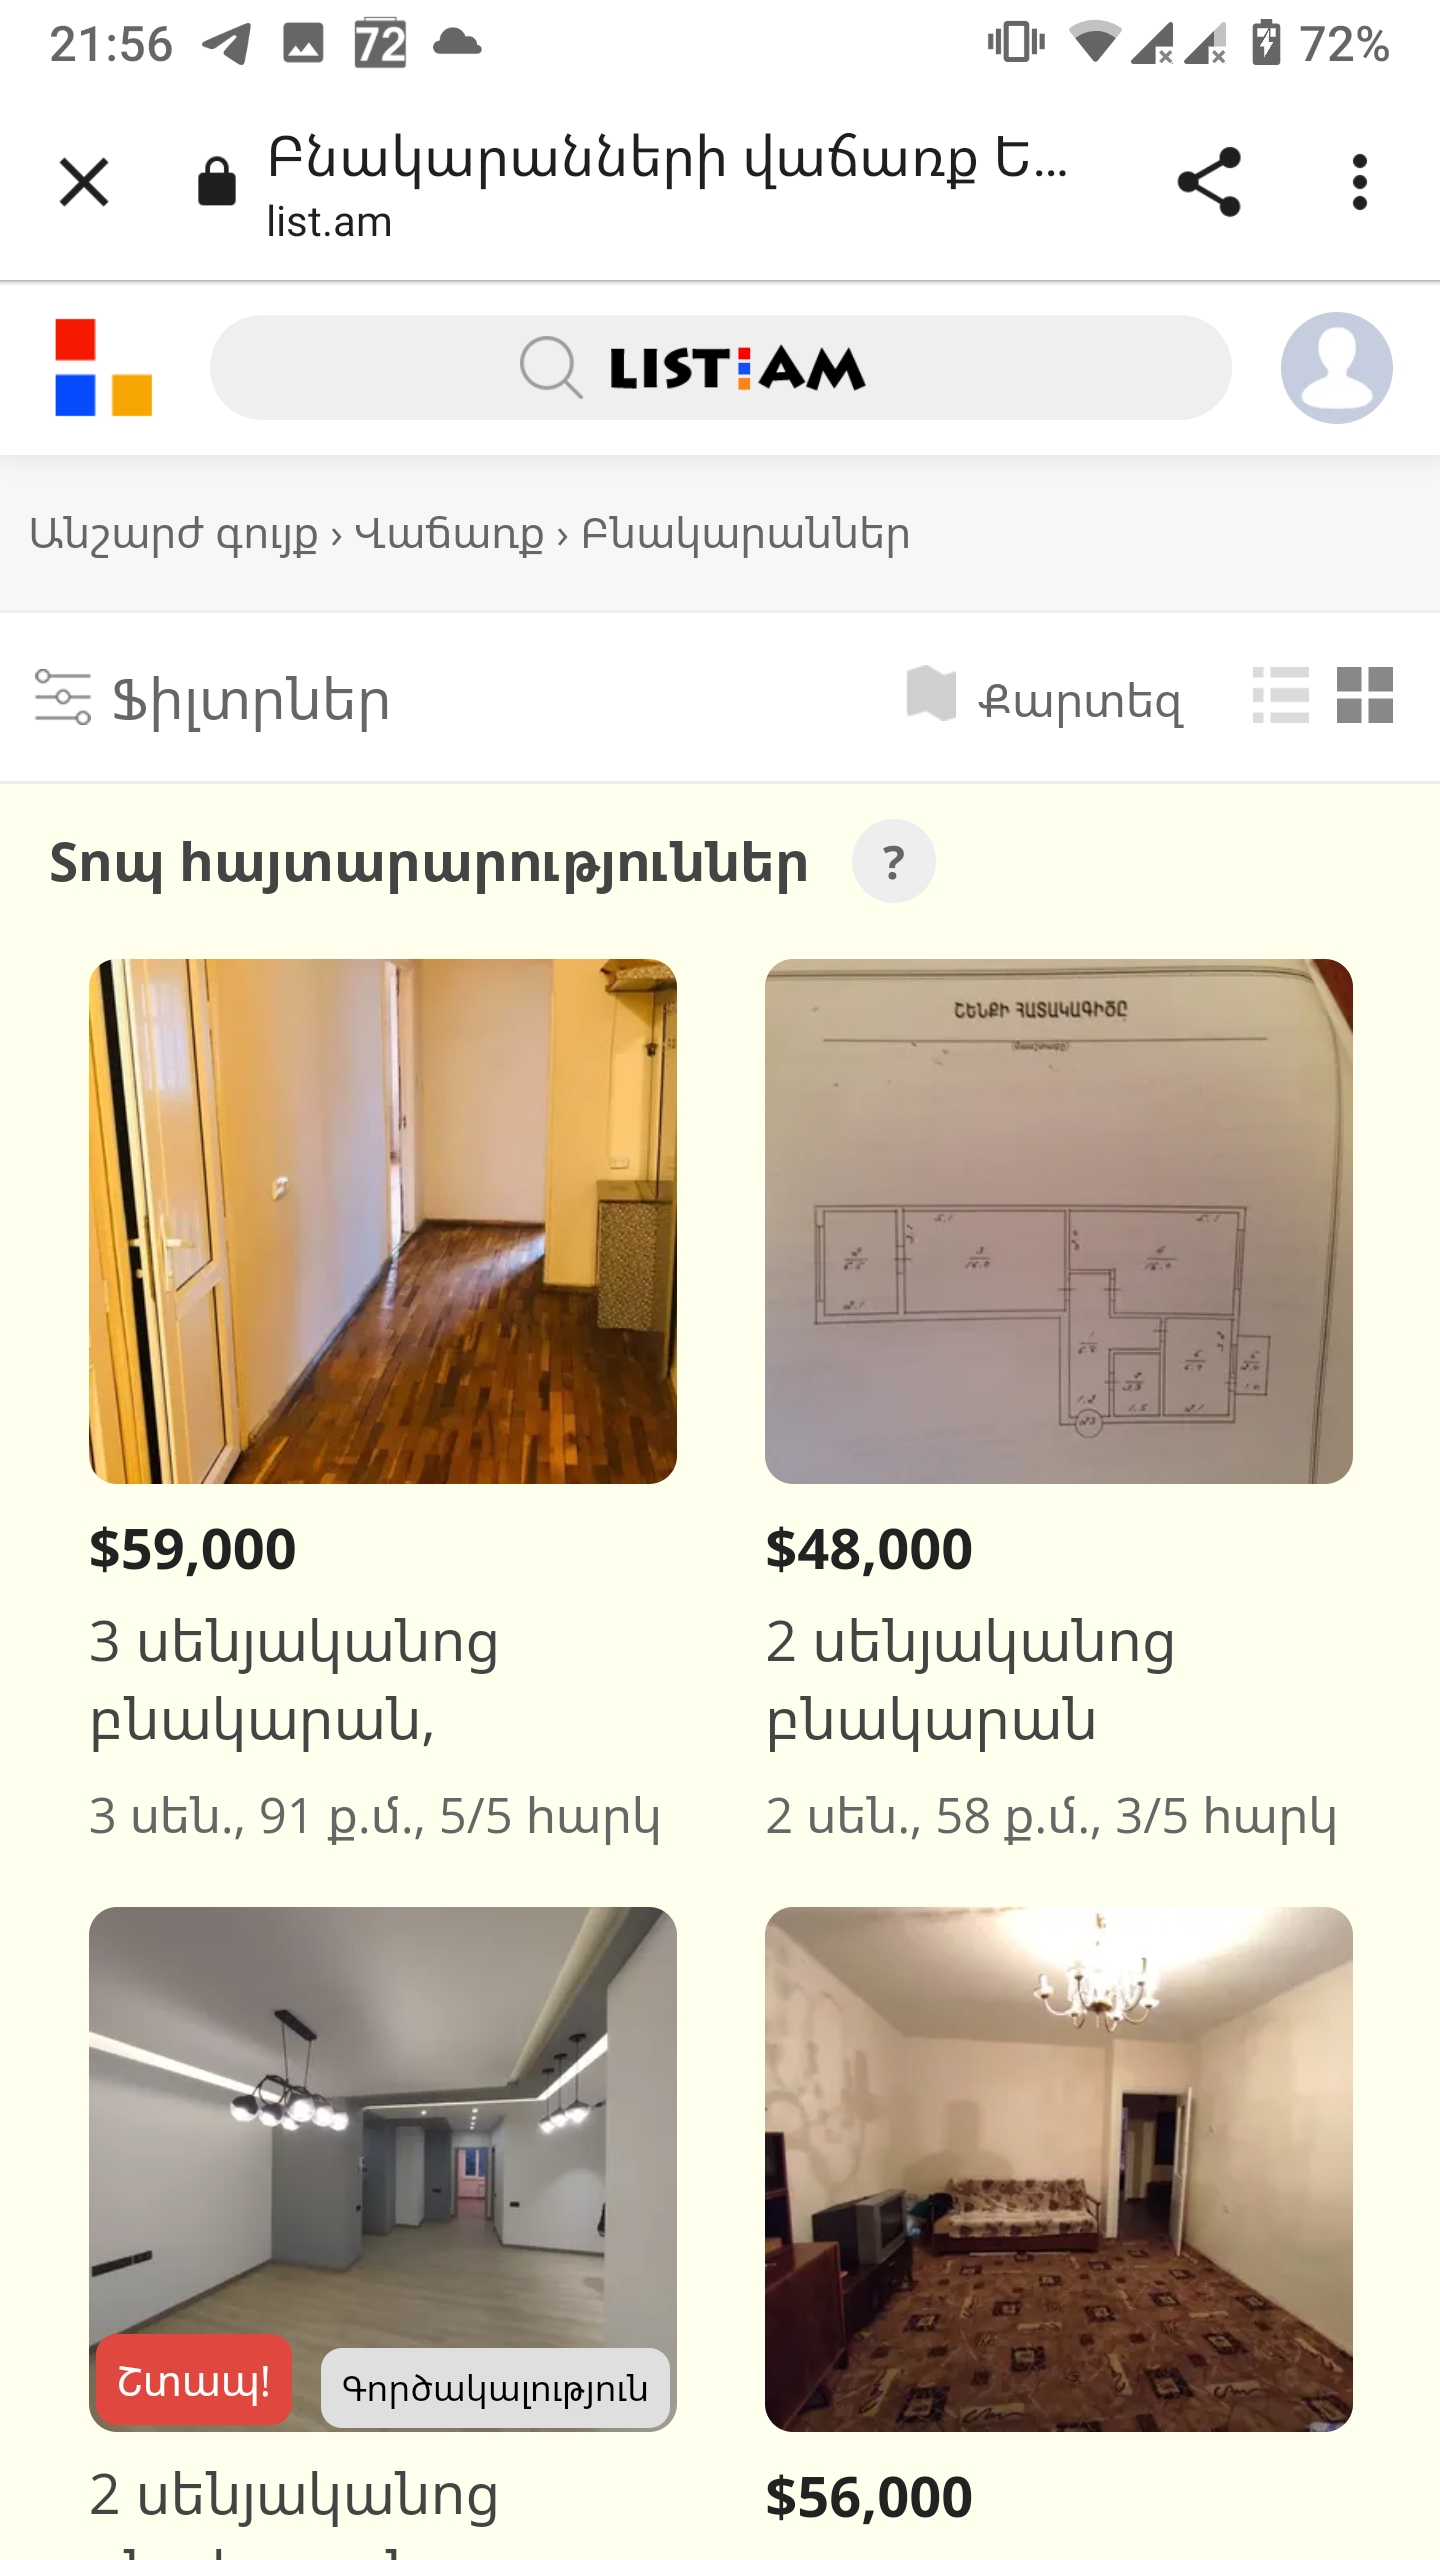 21:56
72
72%
Բնակարանների վաճառք Ե...
list.am
LIST AM
Անշարժ գույք › Վաճառք › Բնակարաններ
Ֆիլտրներ
Քարտեզ
Տոպ հայտարարություններ ?
ՇԵՆՔԻ ՀԱՏԱԿԱԳԻԾԸ
$59,000
3 սենյականոց
բնակարան,
3 սեն., 91 ք.մ., 5/5 հարկ
$48,000
2 սենյականոց
բնակարան
2 սեն., 58 ք.մ., 3/5 հարկ
Շտապ!
Գործակալություն
2 սենյականոց
$56,000